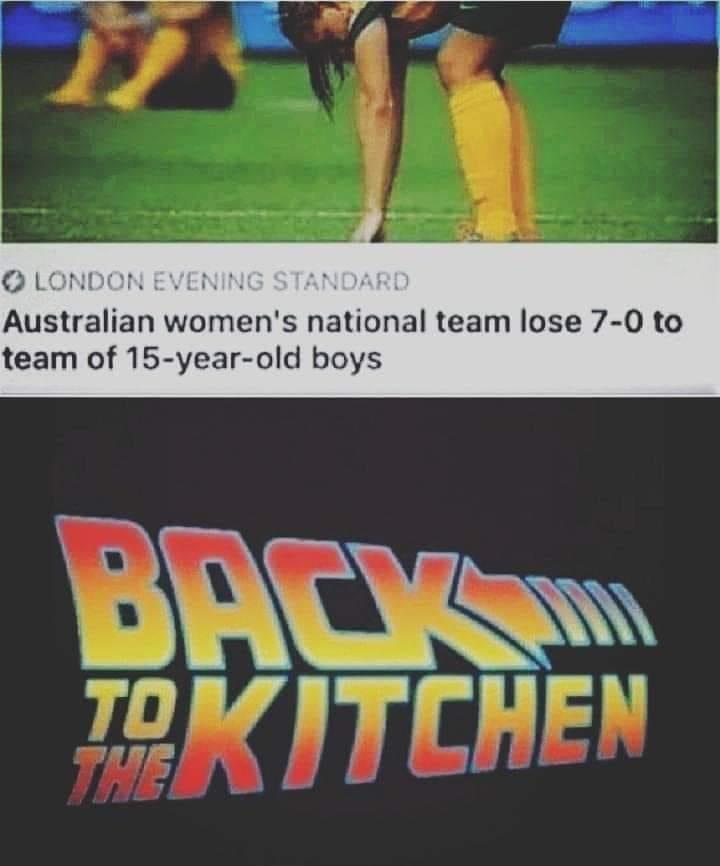 LONDON EVENING STANDARD
Australian women's national team lose 7-0 to
team of 15-year-old boys
BACK
TO
THE KITCHEN